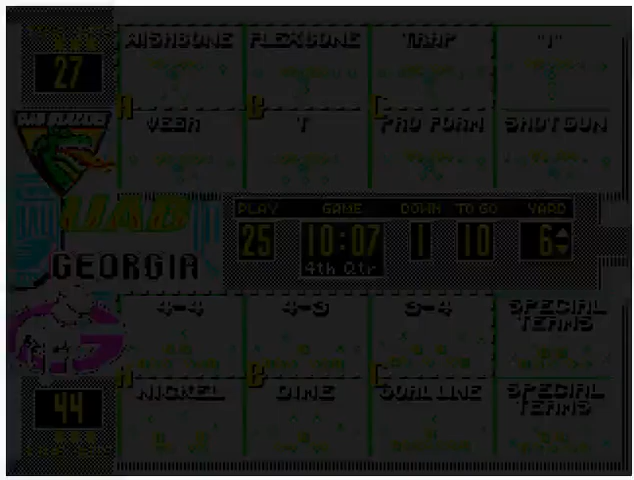 27
WISHBONE FLEXBONE TRAP "I"
A B C
VEER T PRO FORM SHOTGUN
UAB
GEORGIA
PLAY GAME DOWN TO GO YARD
25 10:07 1 10 6
4th Qtr
4-4 4-3 3-4 SPECIAL TEAMS
A B C
NICKEL DIME GOAL LINE SPECIAL TEAMS
44